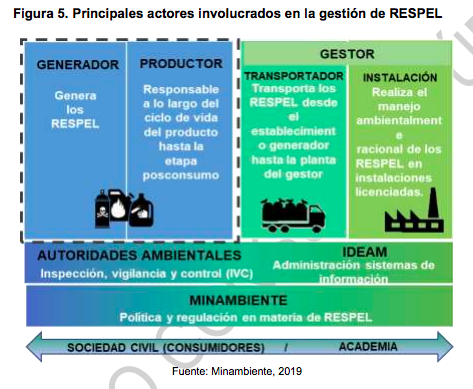 Figura 5. Principales actores involucrados en la gestión de RESPEL
GENERADOR
Genera
los
RESPEL
PRODUCTOR
Responsable
a lo largo del
ciclo de vida
del producto
hasta la
etapa
posconsumo
GESTOR
TRANSPORTADOR
Transporta los
RESPEL desde
el
establecimient
o generador
hasta la planta
del gestor
INSTALACIÓN
Realiza el
manejo
ambientalment
e
racional de los
RESPEL en
instalaciones
licenciadas.
AUTORIDADES AMBIENTALES
Inspección, vigilancia y control (IVC)
IDEAM
Administración sistemas de
información
MINAMBIENTE
Política y regulación en materia de RESPEL
SOCIEDAD CIVIL (CONSUMIDORES) / ACADEMIA
Fuente: Minambiente, 2019